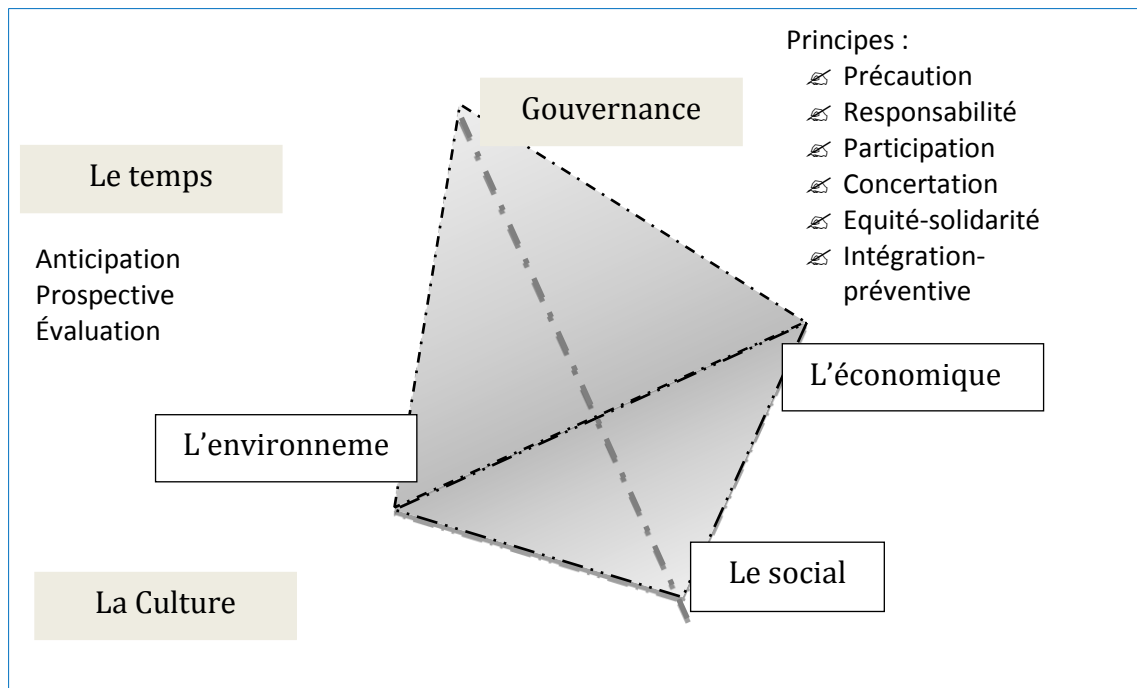 Principes :
Précaution
Responsabilité
Participation
Concertation
Equité-solidarité
Intégration-
préventive
Gouvernance
Le temps
Anticipation
Prospective
Évaluation
L’économique
L’environneme
Le social
La Culture